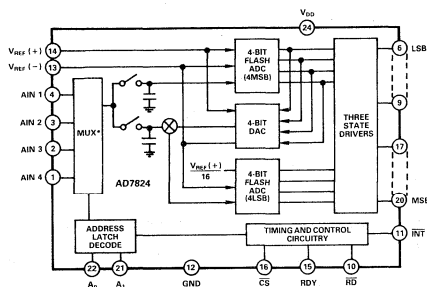 V_DD
24
V_REF (+) 14
V_REF (−) 13
4-BIT FLASH ADC (4MSB)
6 LSB
AIN 1 4
AIN 2 3
AIN 3 2
AIN 4 1
MUX*
4-BIT DAC
THREE STATE DRIVERS
9
17
V_REF (+)
16
4-BIT FLASH ADC (4LSB)
AD7824
20 MSB
ADDRESS LATCH DECODE
TIMING AND CONTROL CIRCUITRY
11 INT
22 21 12 16 15 10
GND CS RDY RD